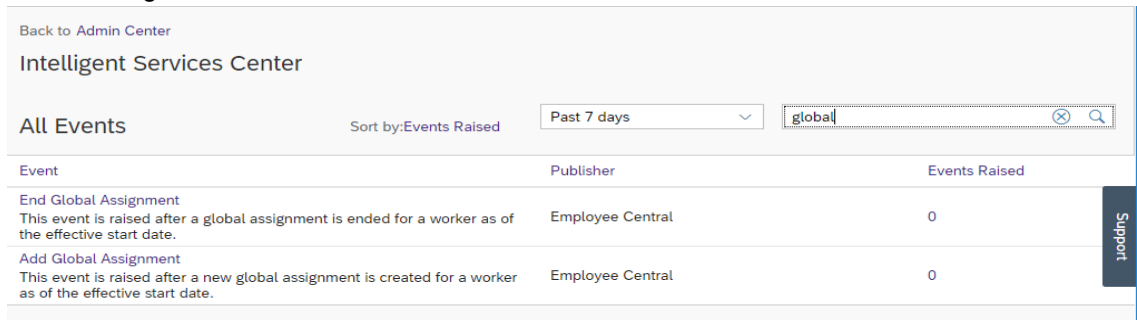 Back to Admin Center
Intelligent Services Center
All Events
Sort by:Events Raised
Past 7 days
global
Event
Publisher
Events Raised
End Global Assignment
This event is raised after a global assignment is ended for a worker as of
the effective start date.
Employee Central
0
Add Global Assignment
This event is raised after a new global assignment is created for a worker
as of the effective start date.
Employee Central
0
Support